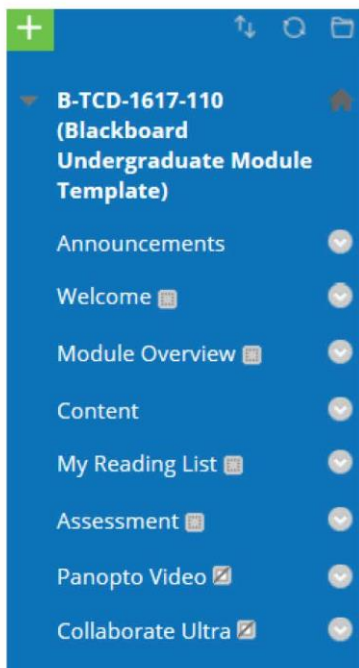 B-TCD-1617-110
(Blackboard
Undergraduate Module
Template)
Announcements
Welcome
Module Overview
Content
My Reading List
Assessment
Panopto Video
Collaborate Ultra